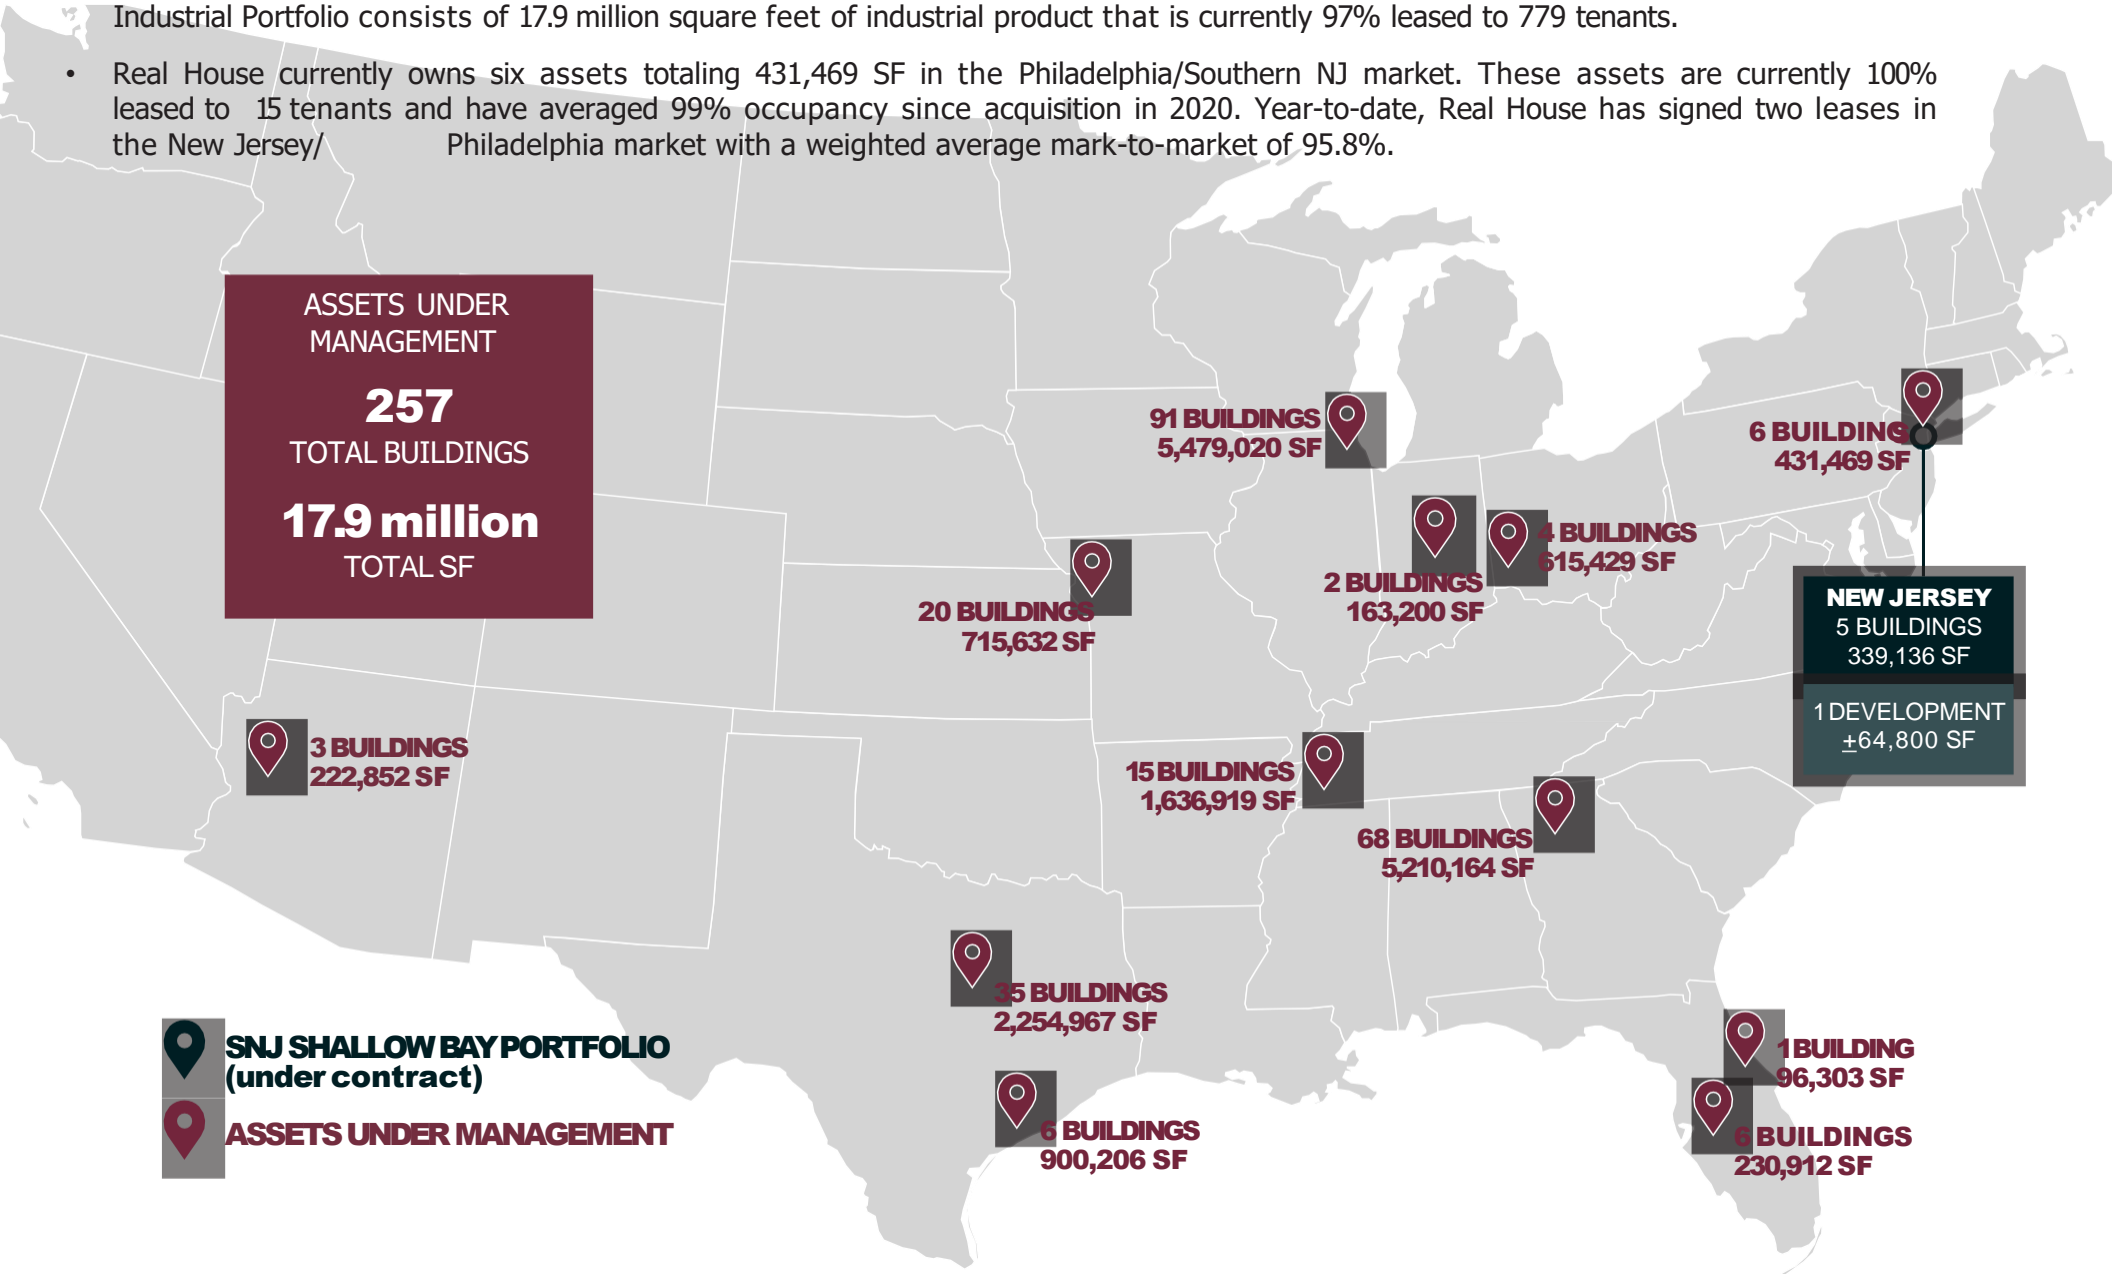 Industrial Portfolio consists of 17.9 million square feet of industrial product that is currently 97% leased to 779 tenants.
• Real House currently owns six assets totaling 431,469 SF in the Philadelphia/Southern NJ market. These assets are currently 100%
leased to 15 tenants and have averaged 99% occupancy since acquisition in 2020. Year-to-date, Real House has signed two leases in
the New Jersey/ Philadelphia market with a weighted average mark-to-market of 95.8%.
ASSETS UNDER
MANAGEMENT
257
TOTAL BUILDINGS
17.9 million
TOTAL SF
91 BUILDINGS
5,479,020 SF
6 BUILDING
431,469 SF
4 BUILDINGS
615,429 SF
2 BUILDINGS
163,200 SF
20 BUILDINGS
715,632 SF
NEW JERSEY
5 BUILDINGS
339,136 SF
1 DEVELOPMENT
±64,800 SF
3 BUILDINGS
222,852 SF
15 BUILDINGS
1,636,919 SF
68 BUILDINGS
5,210,164 SF
35 BUILDINGS
2,254,967 SF
1 BUILDING
96,303 SF
6 BUILDINGS
900,206 SF
6 BUILDINGS
230,912 SF
SNJ SHALLOW BAY PORTFOLIO
(under contract)
ASSETS UNDER MANAGEMENT